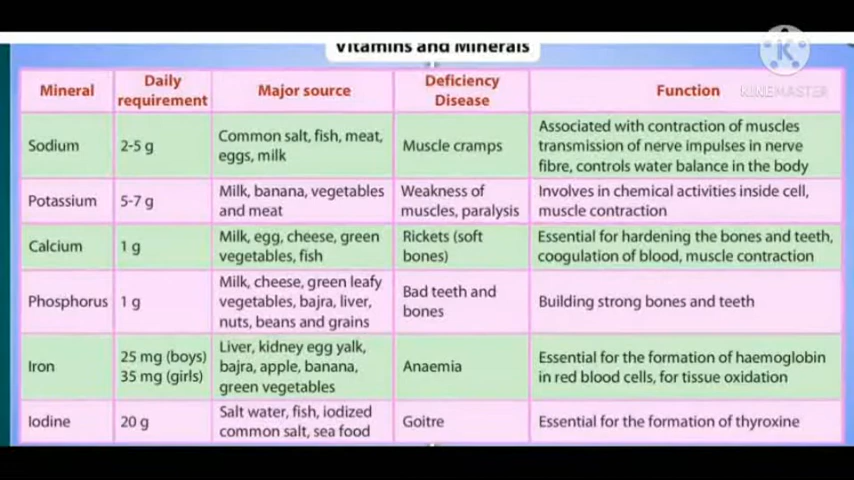 Vitamins and Minerals
KINEMASTER
Mineral
Daily
requirement
Major source
Deficiency
Disease
Function
Sodium
2-5 g
Common salt, fish, meat,
eggs, milk
Muscle cramps
Associated with contraction of muscles
transmission of nerve impulses in nerve
fibre, controls water balance in the body
Potassium
5-7 g
Milk, banana, vegetables
and meat
Weakness of
muscles, paralysis
Involves in chemical activities inside cell,
muscle contraction
Calcium
1 g
Milk, egg, cheese, green
vegetables, fish
Rickets (soft
bones)
Essential for hardening the bones and teeth,
coogulation of blood, muscle contraction
Phosphorus
1 g
Milk, cheese, green leafy
vegetables, bajra, liver,
nuts, beans and grains
Bad teeth and
bones
Building strong bones and teeth
Iron
25 mg (boys)
35 mg (girls)
Liver, kidney egg yalk,
bajra, apple, banana,
green vegetables
Anaemia
Essential for the formation of haemoglobin
in red blood cells, for tissue oxidation
Iodine
20 g
Salt water, fish, iodized
common salt, sea food
Goitre
Essential for the formation of thyroxine